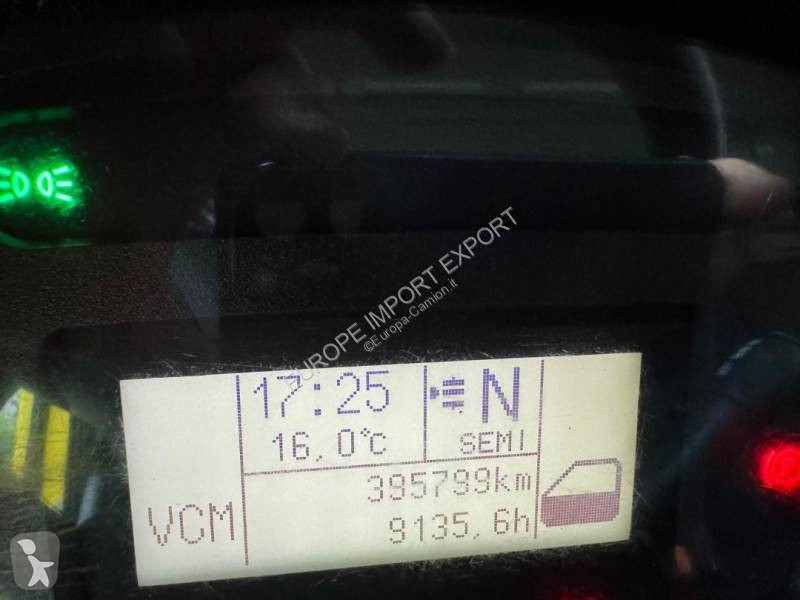 EUROPE IMPORT EXPORT
©Europa-Camion.it
17:25
N
16,0°C
SEMI
395799km
VCM
9135,6h